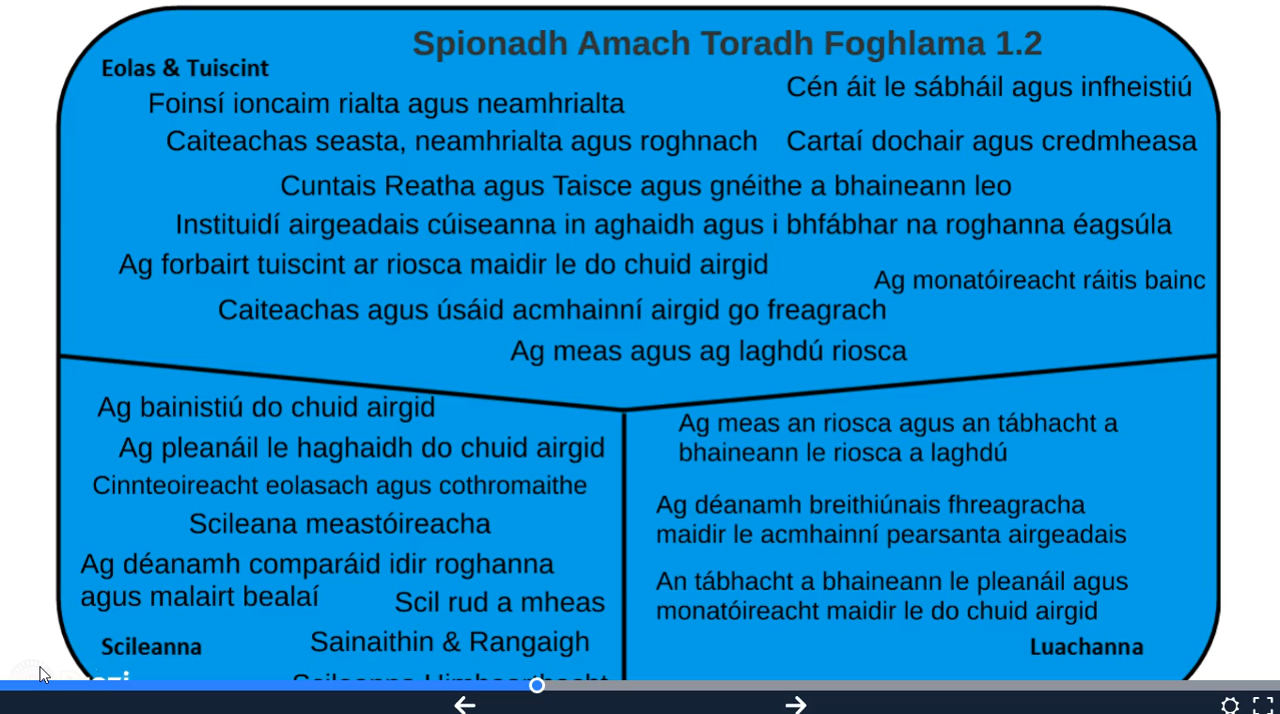 Spionadh Amach Toradh Foghlama 1.2
Eolas & Tuiscint
Cén áit le sábháil agus infheistiú
Foinsí ioncaim rialta agus neamhrialta
Caiteachas seasta, neamhrialta agus roghnach
Cartaí dochair agus credmheasa
Cuntais Reatha agus Taisce agus gnéithe a bhaineann leo
Instituidí airgeadais cúiseanna in aghaidh agus i bhfábhar na roghanna éagsúla
Ag forbairt tuiscint ar riosca maidir le do chuid airgid
Ag monatóireacht ráitis bainc
Caiteachas agus úsáid acmhainní airgid go freagrach
Ag meas agus ag laghdú riosca
Ag bainistiú do chuid airgid
Ag pleanáil le haghaidh do chuid airgid
Cinnteoireacht eolasach agus cothromaithe
Scileana meastóireacha
Ag déanamh comparáid idir roghanna
agus malairt bealaí
Scil rud a mheas
Sainaithin & Rangaigh
Scileanna
Ag meas an riosca agus an tábhacht a
bhaineann le riosca a laghdú
Ag déanamh breithiúnais fhreagracha
maidir le acmhainní pearsanta airgeadais
An tábhacht a bhaineann le pleanáil agus
monatóireacht maidir le do chuid airgid
Luachanna